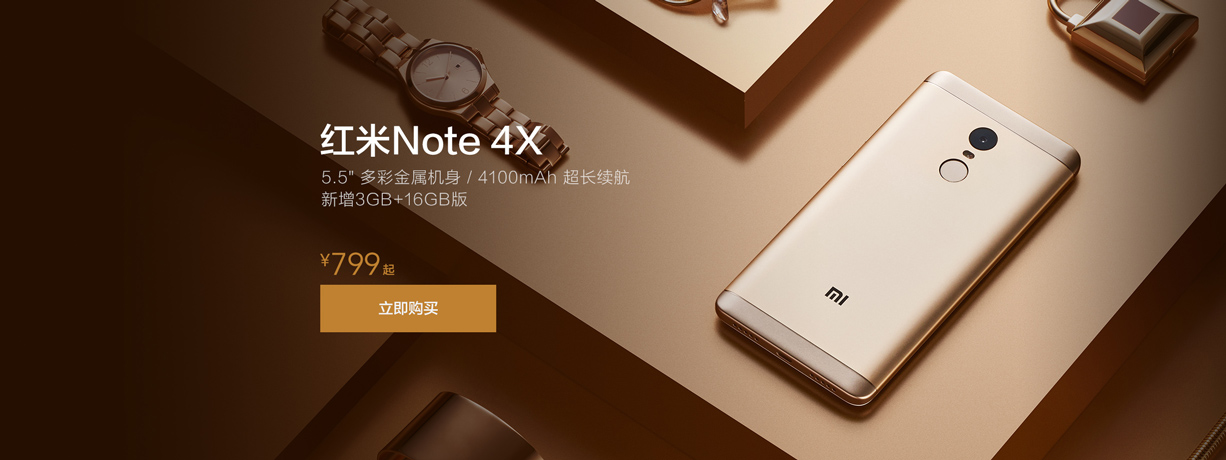 红米Note 4X
5.5" 多彩金属机身 / 4100mAh 超长续航
新增3GB+16GB版
¥799起
立即购买
MI